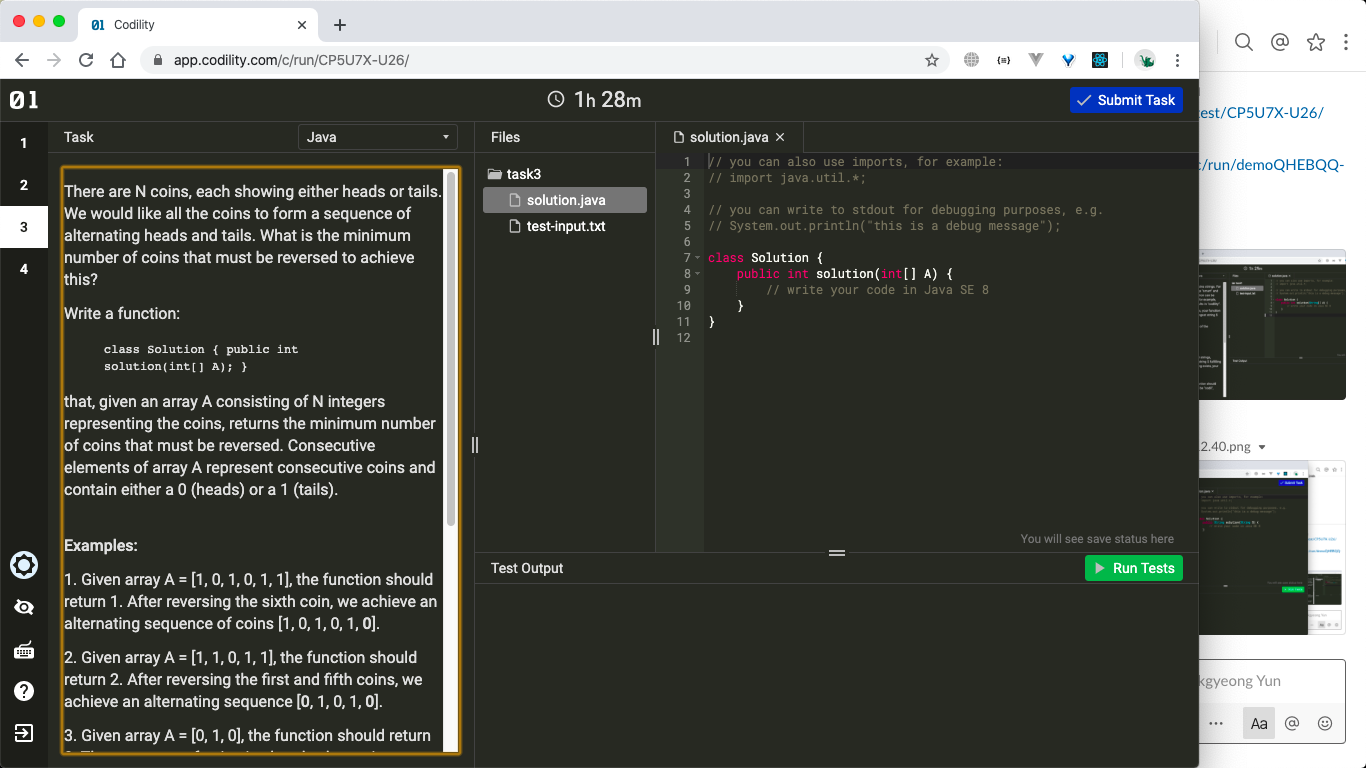 01 Codility
app.codility.com/c/run/CP5U7X-U26/
01
1h 28m
Submit Task
1
2
3
4
Task
Java
There are N coins, each showing either heads or tails.
We would like all the coins to form a sequence of
alternating heads and tails. What is the minimum
number of coins that must be reversed to achieve
this?
Write a function:
class Solution { public int
solution(int[] A); }
that, given an array A consisting of N integers
representing the coins, returns the minimum number
of coins that must be reversed. Consecutive
elements of array A represent consecutive coins and
contain either a 0 (heads) or a 1 (tails).
Examples:
1. Given array A = [1, 0, 1, 0, 1, 1], the function should
return 1. After reversing the sixth coin, we achieve an
alternating sequence of coins [1, 0, 1, 0, 1, 0].
2. Given array A = [1, 1, 0, 1, 1], the function should
return 2. After reversing the first and fifth coins, we
achieve an alternating sequence [0, 1, 0, 1, 0].
3. Given array A = [0, 1, 0], the function should return
Files
task3
solution.java
test-input.txt
solution.java
1 // you can also use imports, for example:
2 // import java.util.*;
3
4 // you can write to stdout for debugging purposes, e.g.
5 // System.out.println("this is a debug message");
6
7 class Solution {
8 public int solution(int[] A) {
9 // write your code in Java SE 8
10 }
11 }
12
You will see save status here
Test Output
Run Tests
est/CP5U7X-U26/
c/run/demoQHEBQQ-
2.40.png
kgyeong Yun
Aa